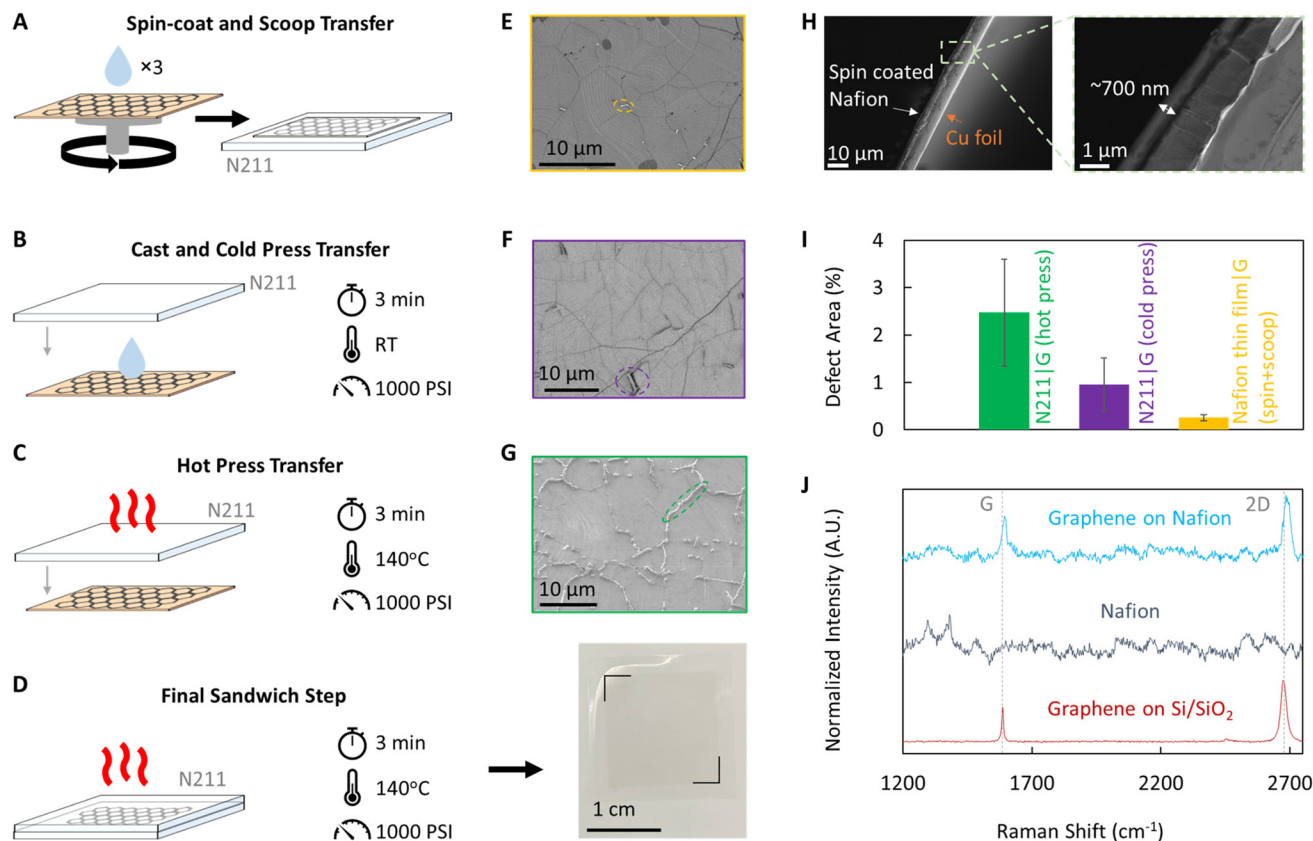 A
Spin-coat and Scoop Transfer
×3
N211
B
Cast and Cold Press Transfer
N211
3 min
RT
1000 PSI
C
Hot Press Transfer
N211
3 min
140°C
1000 PSI
D
Final Sandwich Step
N211
3 min
140°C
1000 PSI
1 cm
E
10 μm
F
10 μm
G
10 μm
H
Spin coated
Nafion
Cu foil
10 μm
~700 nm
1 μm
I
Defect Area (%)
4
3
2
1
0
N211|G (hot press)
N211|G (cold press)
Nafion thin film|G
(spin+scoop)
J
Normalized Intensity (A.U.)
G
2D
Graphene on Nafion
Nafion
Graphene on Si/SiO₂
1200
1700
2200
2750
Raman Shift (cm⁻¹)